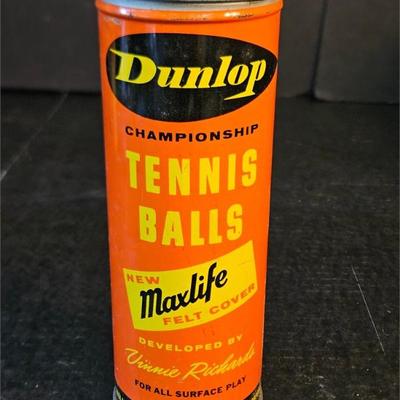 Dunlop
CHAMPIONSHIP
TENNIS
BALLS
NEW
Maxlife
FELT COVER
DEVELOPED BY
Vinnie Richards
FOR ALL SURFACE PLAY